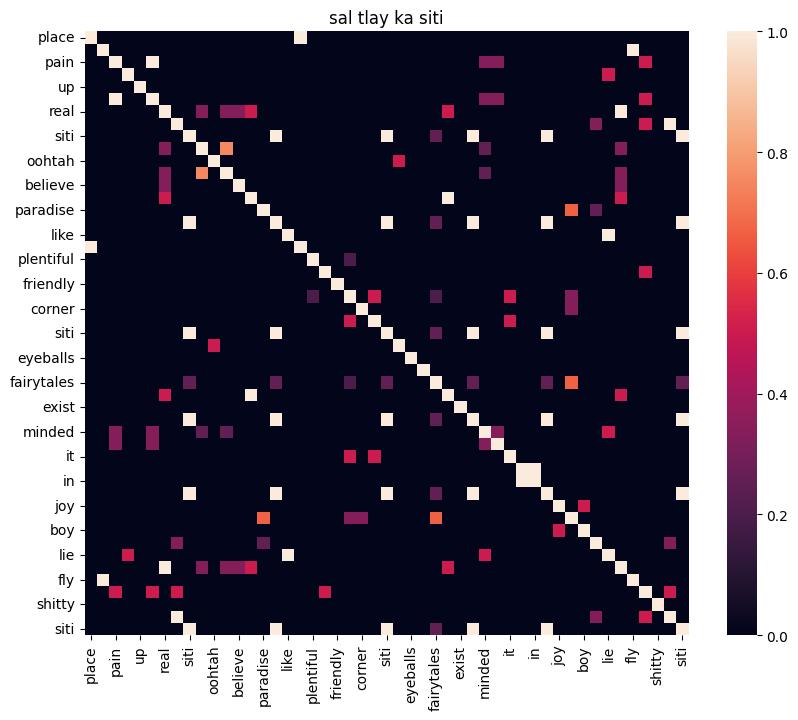 sal tlay ka siti
place
pain
up
real
siti
oohtah
believe
paradise
like
plentiful
friendly
corner
siti
eyeballs
fairytales
exist
minded
it
in
joy
boy
lie
fly
shitty
siti
1.0
0.8
0.6
0.4
0.2
0.0
place
pain
up
real
siti
oohtah
believe
paradise
like
plentiful
friendly
corner
siti
eyeballs
fairytales
exist
minded
it
in
joy
boy
lie
fly
shitty
siti